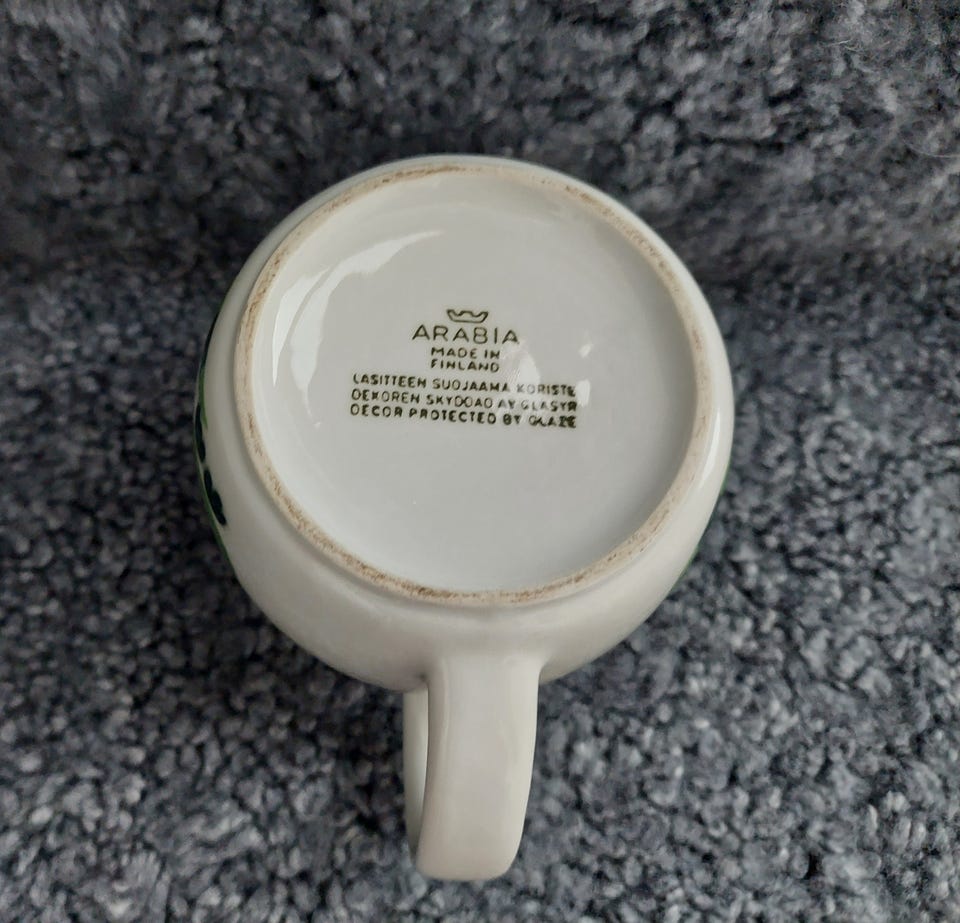 ARABIA
MADE IN
FINLAND
LASITTEEN SUOJAAMA KORISTE
DEKOREN SKYDDAD AV GLASYR
DECOR PROTECTED BY GLAZE